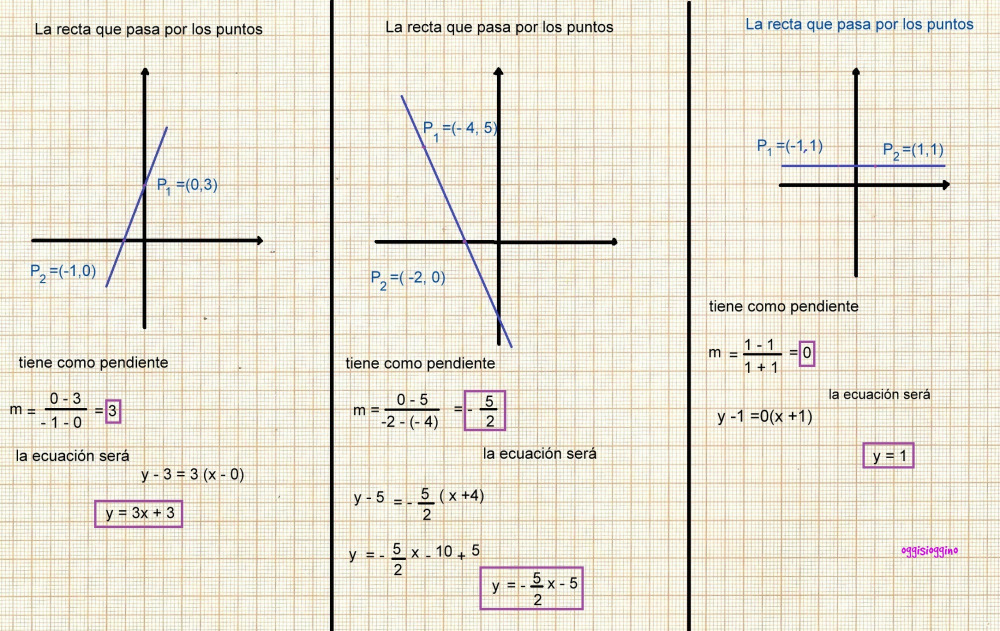 La recta que pasa por los puntos
P1 =(0,3)
P2 =(-1,0)
tiene como pendiente
m = 0 - 3 / - 1 - 0 = 3
la ecuación será
y - 3 = 3 (x - 0)
y = 3x + 3
La recta que pasa por los puntos
P1 =(- 4, 5)
P2 =( -2, 0)
tiene como pendiente
m = 0 - 5 / -2 - (- 4) = - 5 / 2
la ecuación será
y - 5 = - 5 / 2 ( x +4)
y = - 5 / 2 x - 10 + 5
y = - 5 / 2 x - 5
La recta que pasa por los puntos
P1 =(-1,1)
P2 =(1,1)
tiene como pendiente
m = 1 - 1 / 1 + 1 = 0
la ecuación será
y -1 =0(x +1)
y = 1
oggisioggino